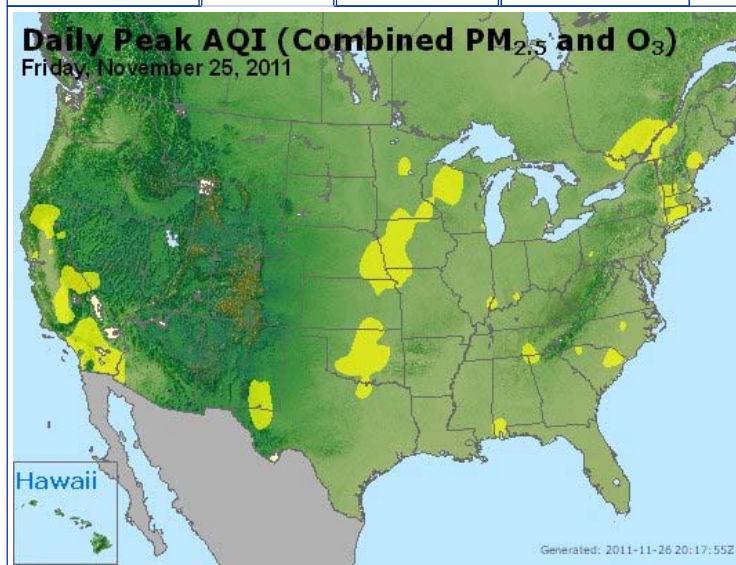 Daily Peak AQI (Combined PM2.5 and O3)
Friday, November 25, 2011
Hawaii
Generated: 2011-11-26 20:17:55Z